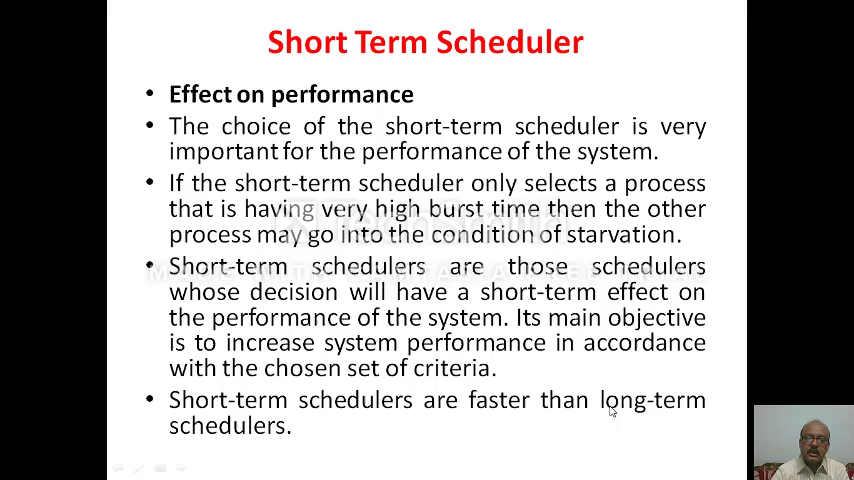 Short Term Scheduler
• Effect on performance
• The choice of the short-term scheduler is very
important for the performance of the system.
• If the short-term scheduler only selects a process
that is having very high burst time then the other
process may go into the condition of starvation.
• Short-term schedulers are those schedulers
whose decision will have a short-term effect on
the performance of the system. Its main objective
is to increase system performance in accordance
with the chosen set of criteria.
• Short-term schedulers are faster than long-term
schedulers.
TechSmith